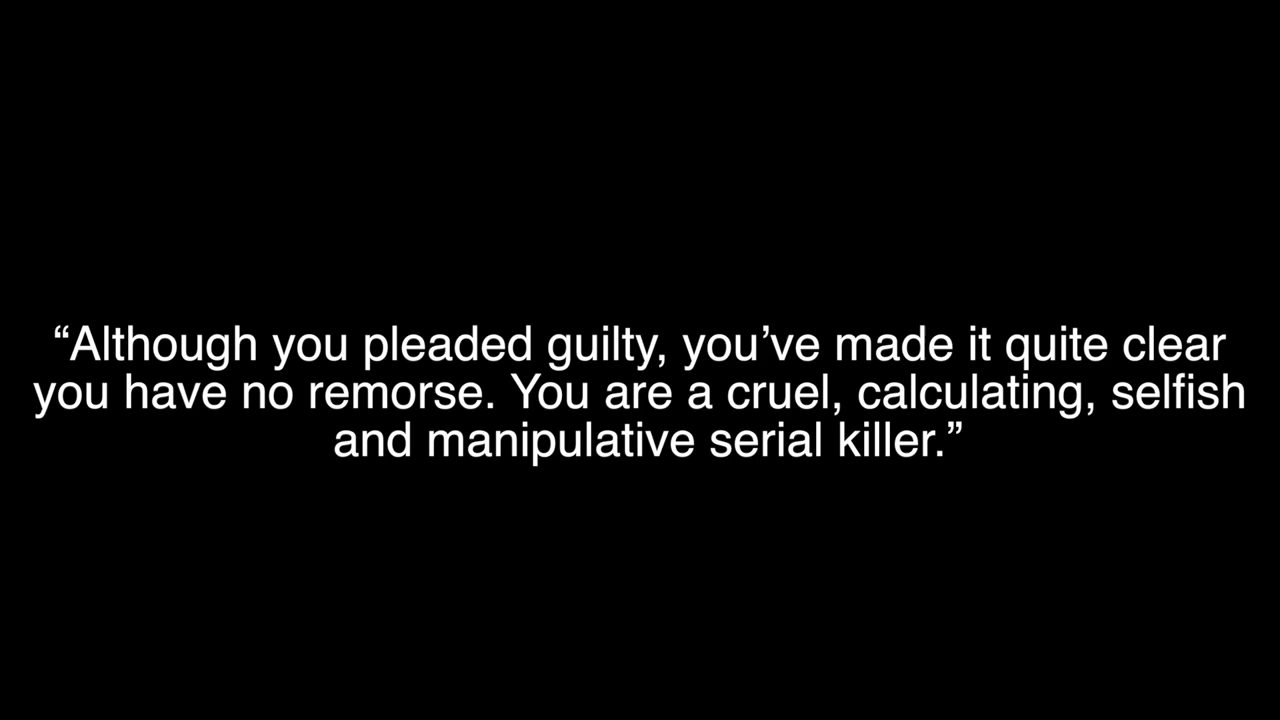 “Although you pleaded guilty, you’ve made it quite clear
you have no remorse. You are a cruel, calculating, selfish
and manipulative serial killer.”